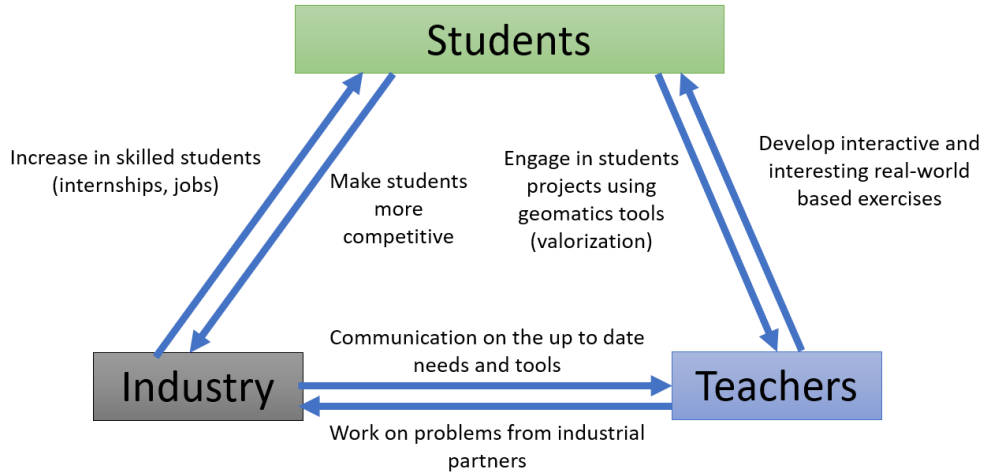 Students
Increase in skilled students
(internships, jobs)
Make students
more
competitive
Engage in students
projects using
geomatics tools
(valorization)
Develop interactive and
interesting real-world
based exercises
Communication on the up to date
needs and tools
Industry
Teachers
Work on problems from industrial
partners